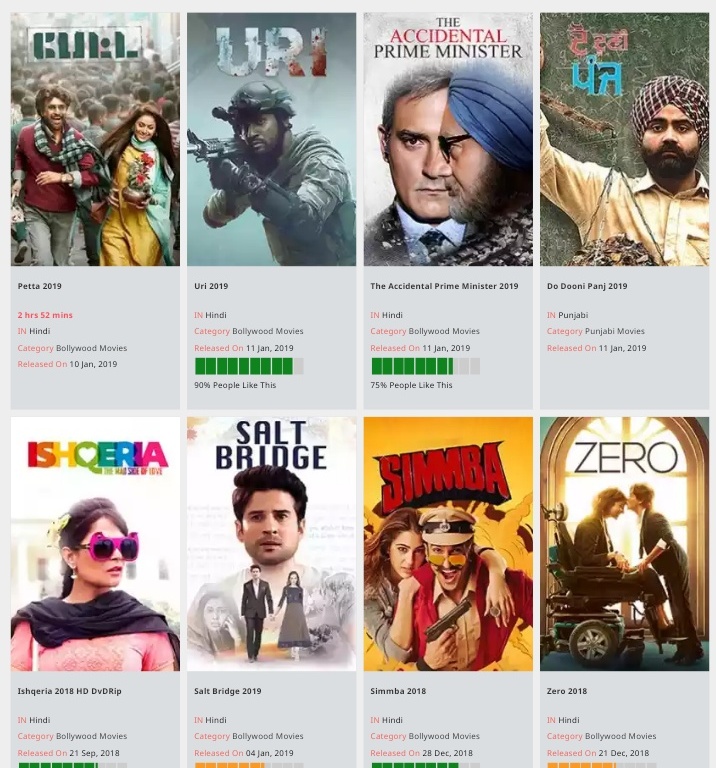 URI
THE
ACCIDENTAL
PRIME MINISTER
ਦੋ ਦੂਣੀ
ਪੰਜ
Petta 2019
2 hrs 52 mins
IN Hindi
Category Bollywood Movies
Released On 10 Jan, 2019
Uri 2019
IN Hindi
Category Bollywood Movies
Released On 11 Jan, 2019
90% People Like This
The Accidental Prime Minister 2019
IN Hindi
Category Bollywood Movies
Released On 11 Jan, 2019
75% People Like This
Do Dooni Panj 2019
IN Punjabi
Category Punjabi Movies
Released On 11 Jan, 2019
ISHQERIA
THE MAD SIDE OF LOVE
SALT
BRIDGE
SIMMBA
ZERO
Ishqeria 2018 HD DvDRip
IN Hindi
Category Bollywood Movies
Released On 21 Sep, 2018
Salt Bridge 2019
IN Hindi
Category Bollywood Movies
Released On 04 Jan, 2019
Simmba 2018
IN Hindi
Category Bollywood Movies
Released On 28 Dec, 2018
Zero 2018
IN Hindi
Category Bollywood Movies
Released On 21 Dec, 2018